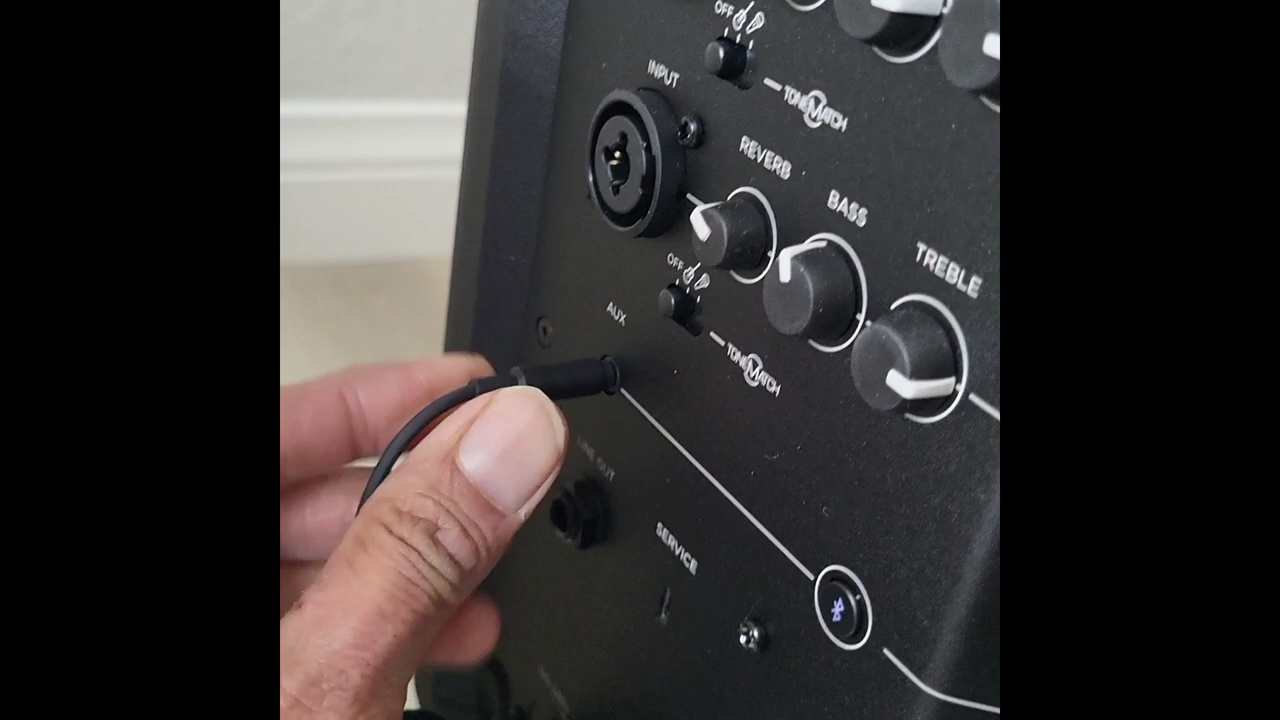 OFF
INPUT
TONEMATCH
REVERB
BASS
TREBLE
OFF
AUX
TONEMATCH
LINE OUT
SERVICE